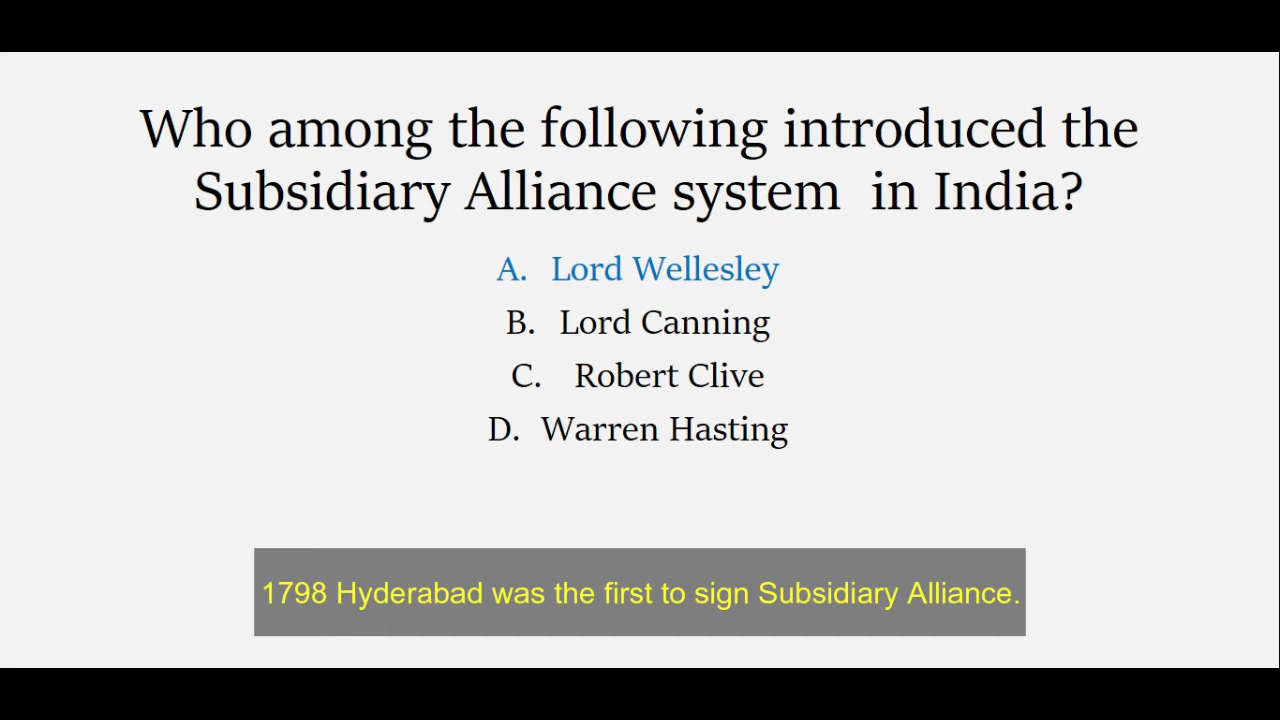 Who among the following introduced the
Subsidiary Alliance system in India?
A. Lord Wellesley
B. Lord Canning
C. Robert Clive
D. Warren Hasting
1798 Hyderabad was the first to sign Subsidiary Alliance.